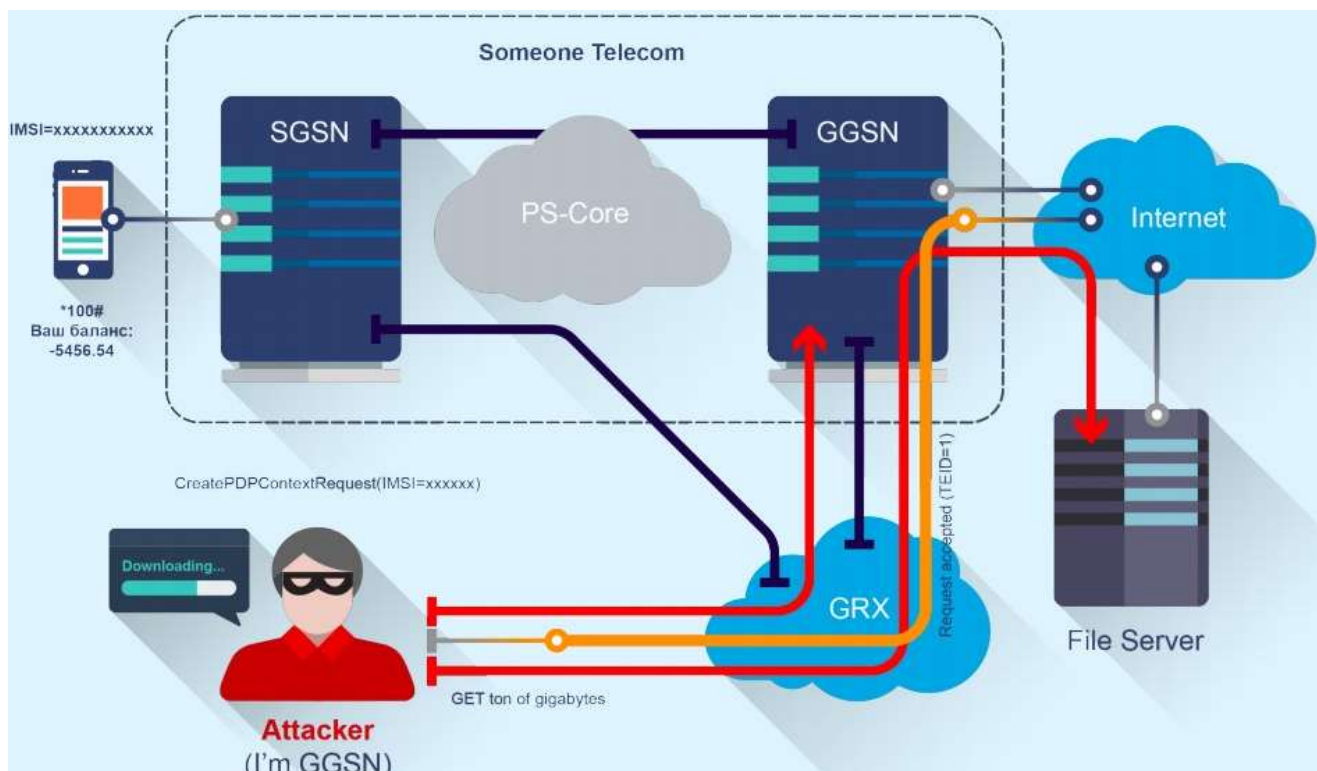 Someone Telecom
IMSI=xxxxxxxxxxx
SGSN
GGSN
PS-Core
Internet
*100#
Ваш баланс:
-5456.54
CreatePDPContextRequest(IMSI=xxxxxx)
Request accepted (TEID=1)
Downloading...
GRX
File Server
GET ton of gigabytes
Attacker
(I'm GGSN)